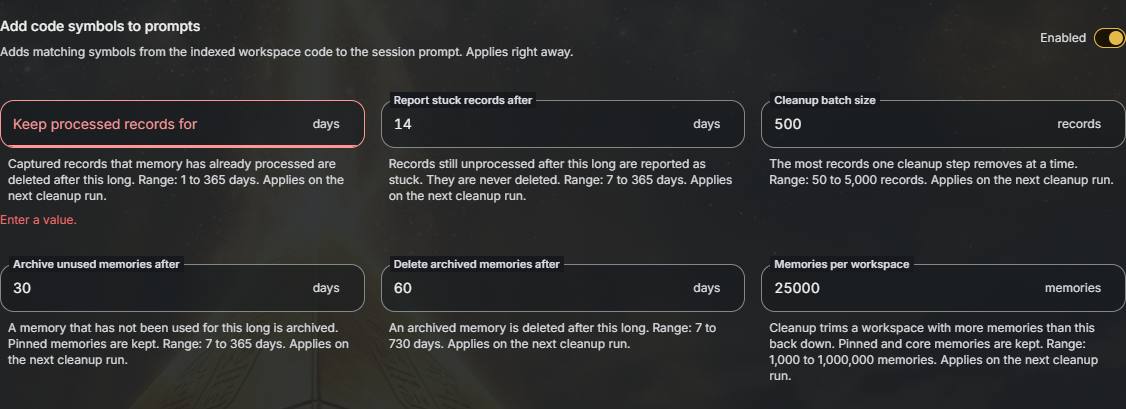 Add code symbols to prompts
Adds matching symbols from the indexed workspace code to the session prompt. Applies right away.
Enabled
Keep processed records for days
Captured records that memory has already processed are
deleted after this long. Range: 1 to 365 days. Applies on the
next cleanup run.
Enter a value.
Report stuck records after
14 days
Records still unprocessed after this long are reported as
stuck. They are never deleted. Range: 7 to 365 days. Applies
on the next cleanup run.
Cleanup batch size
500 records
The most records one cleanup step removes at a time.
Range: 50 to 5,000 records. Applies on the next cleanup run.
Archive unused memories after
30 days
A memory that has not been used for this long is archived.
Pinned memories are kept. Range: 7 to 365 days. Applies on
the next cleanup run.
Delete archived memories after
60 days
An archived memory is deleted after this long. Range: 7 to
730 days. Applies on the next cleanup run.
Memories per workspace
25000 memories
Cleanup trims a workspace with more memories than this
back down. Pinned and core memories are kept. Range:
1,000 to 1,000,000 memories. Applies on the next cleanup
run.